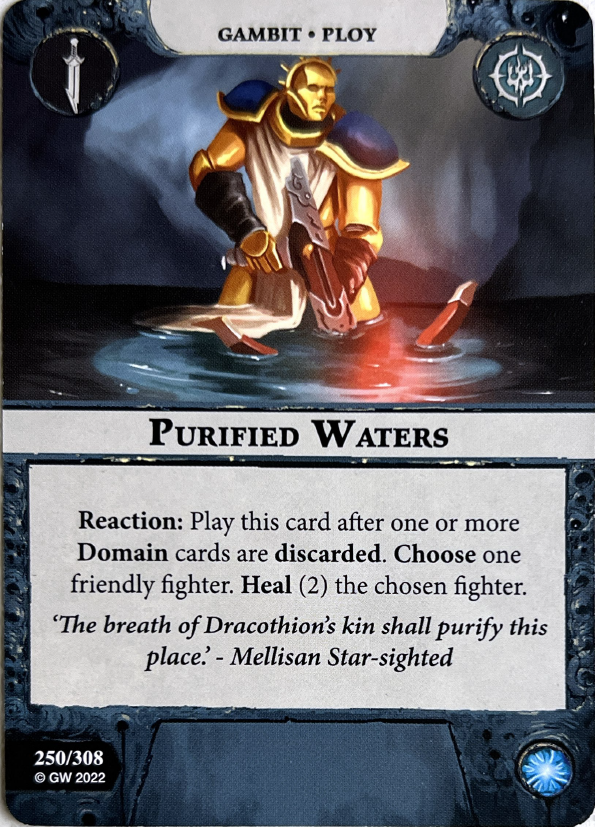 GAMBIT • PLOY
PURIFIED WATERS
Reaction: Play this card after one or more
Domain cards are discarded. Choose one
friendly fighter. Heal (2) the chosen fighter.
‘The breath of Dracothion’s kin shall purify this
place.’ - Mellisan Star-sighted
250/308
© GW 2022